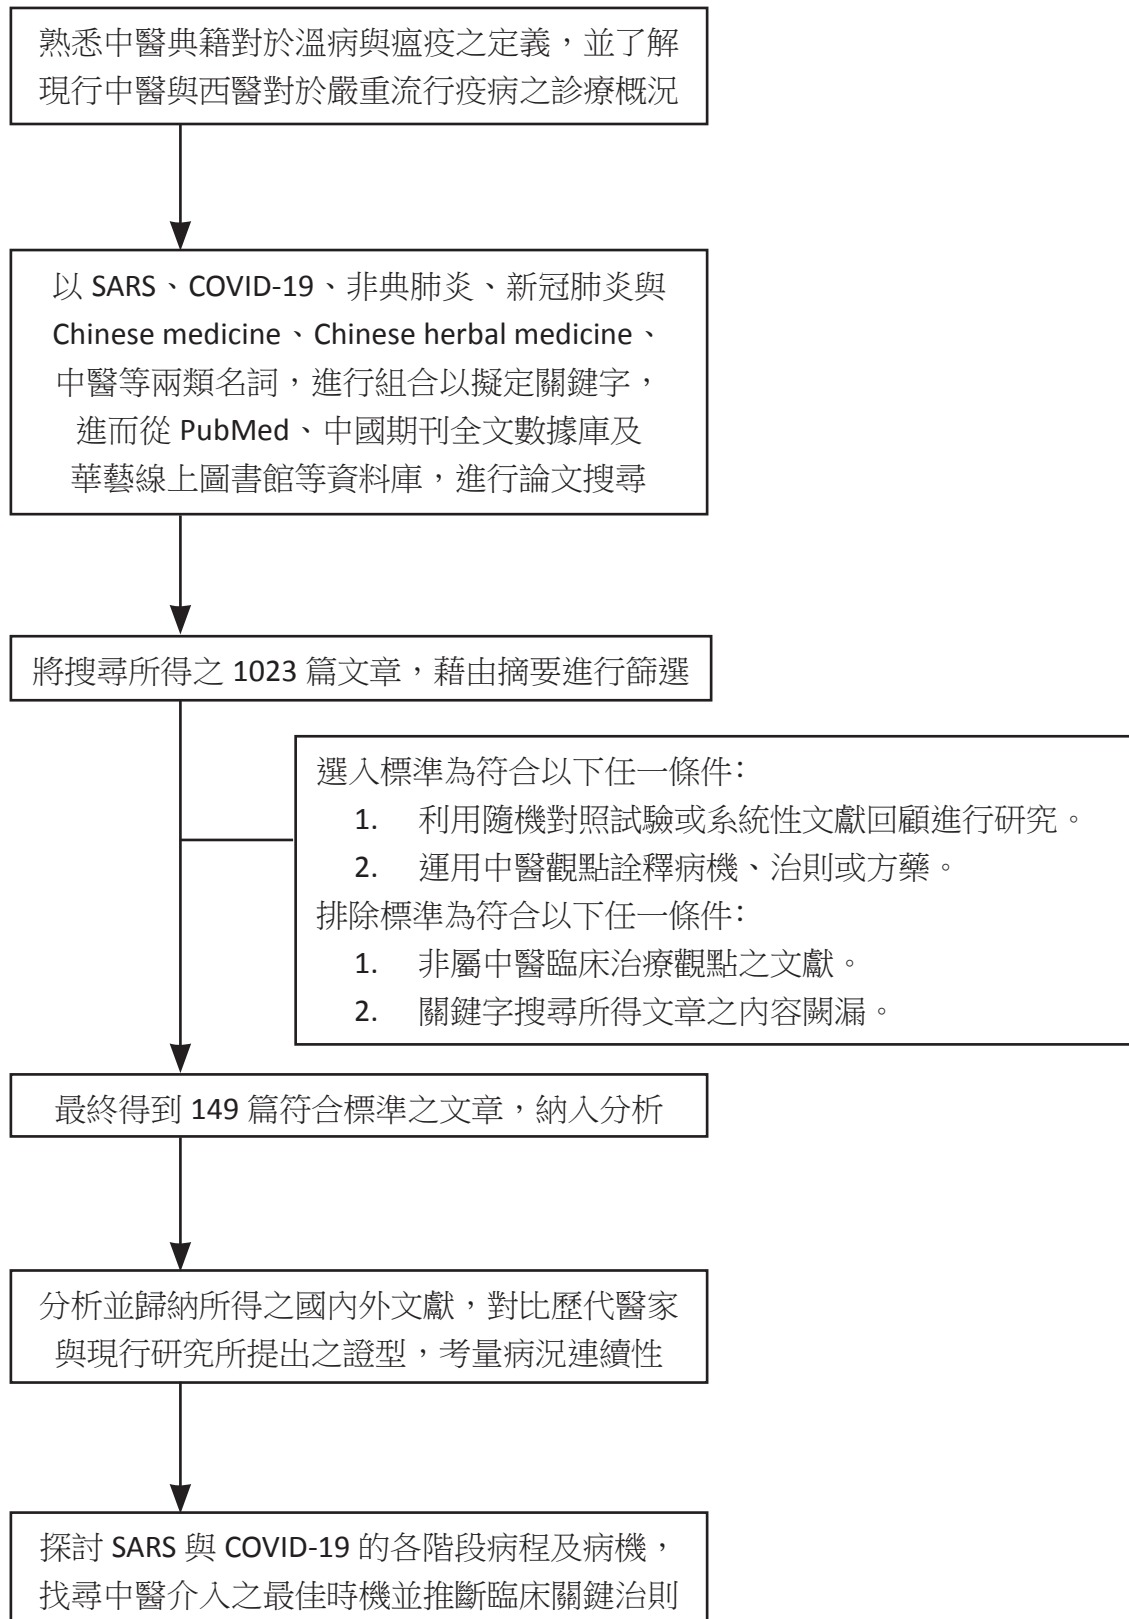 熟悉中醫典籍對於溫病與瘟疫之定義，並了解
現行中醫與西醫對於嚴重流行疫病之診療概況
以 SARS、COVID-19、非典肺炎、新冠肺炎與
Chinese medicine、Chinese herbal medicine、
中醫等兩類名詞，進行組合以擬定關鍵字，
進而從 PubMed、中國期刊全文數據庫及
華藝線上圖書館等資料庫，進行論文搜尋
將搜尋所得之 1023 篇文章，藉由摘要進行篩選
選入標準為符合以下任一條件：
1. 利用隨機對照試驗或系統性文獻回顧進行研究。
2. 運用中醫觀點詮釋病機、治則或方藥。
排除標準為符合以下任一條件：
1. 非屬中醫臨床治療觀點之文獻。
2. 關鍵字搜尋所得文章之內容闕漏。
最終得到 149 篇符合標準之文章，納入分析
分析並歸納所得之國內外文獻，對比歷代醫家
與現行研究所提出之證型，考量病況連續性
探討 SARS 與 COVID-19 的各階段病程及病機，
找尋中醫介入之最佳時機並推斷臨床關鍵治則